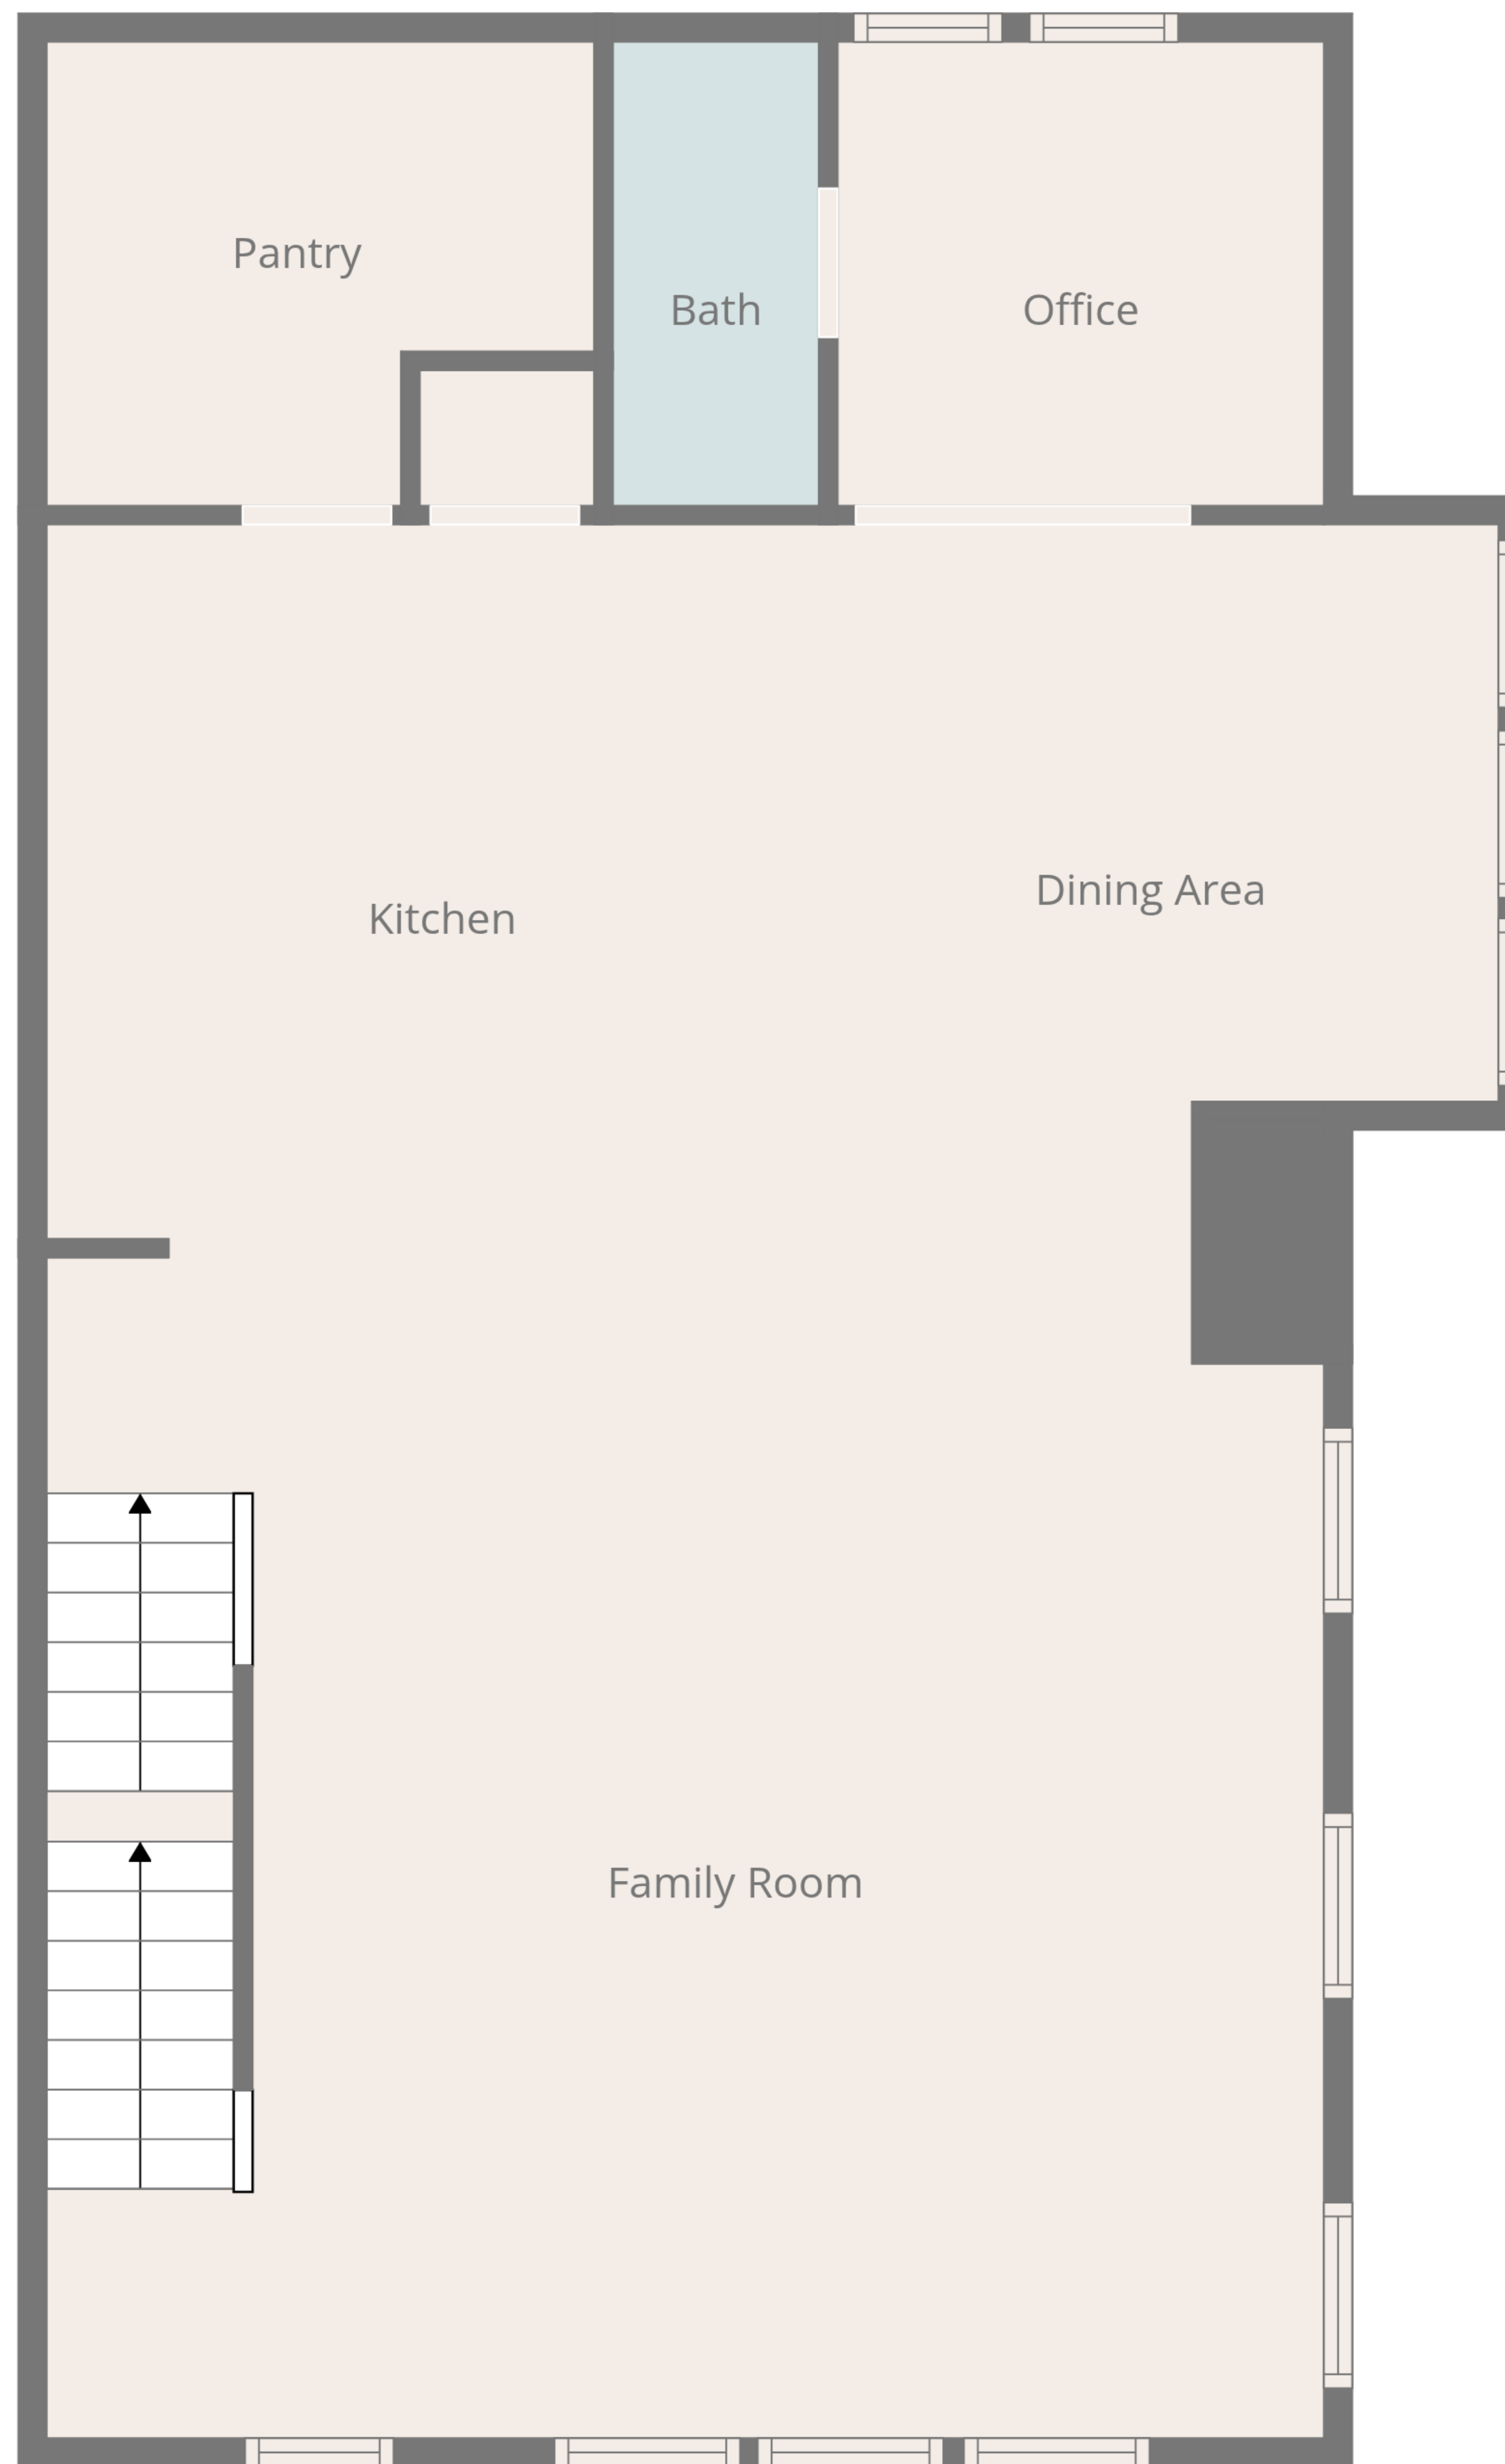 Pantry
Bath
Office
Kitchen
Dining Area
Family Room